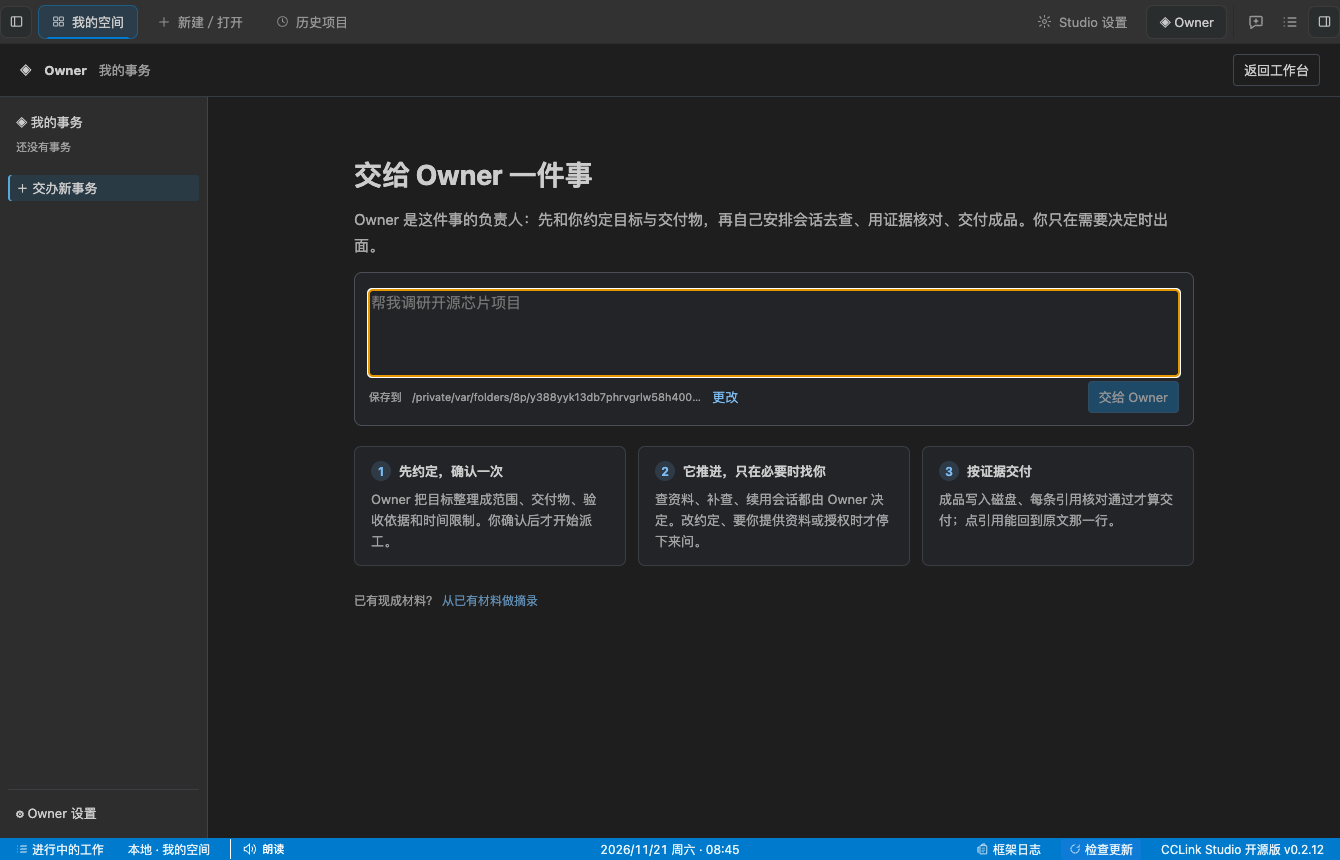 我的空间
新建 / 打开
历史项目
Studio 设置
Owner
Owner 我的事务
返回工作台
我的事务
还没有事务
+ 交办新事务
交给 Owner 一件事
Owner 是这件事的负责人：先和你约定目标与交付物，再自己安排会话去查、用证据核对、交付成品。你只在需要决定时出
面。
帮我调研开源芯片项目
保存到 /private/var/folders/8p/y388yyk13db7phrvgrlw58h400... 更改
交给 Owner
1 先约定，确认一次
Owner 把目标整理成范围、交付物、验
收依据和时间限制。你确认后才开始派
工。
2 它推进，只在必要时找你
查资料、补查、续用会话都由 Owner 决
定。改约定、要你提供资料或授权时才停
下来问。
3 按证据交付
成品写入磁盘、每条引用核对通过才算交
付；点引用能回到原文那一行。
已有现成材料？ 从已有材料做摘录
Owner 设置
进行中的工作
本地 · 我的空间
朗读
2026/11/21 周六 · 08:45
框架日志
检查更新
CCLink Studio 开源版 v0.2.12